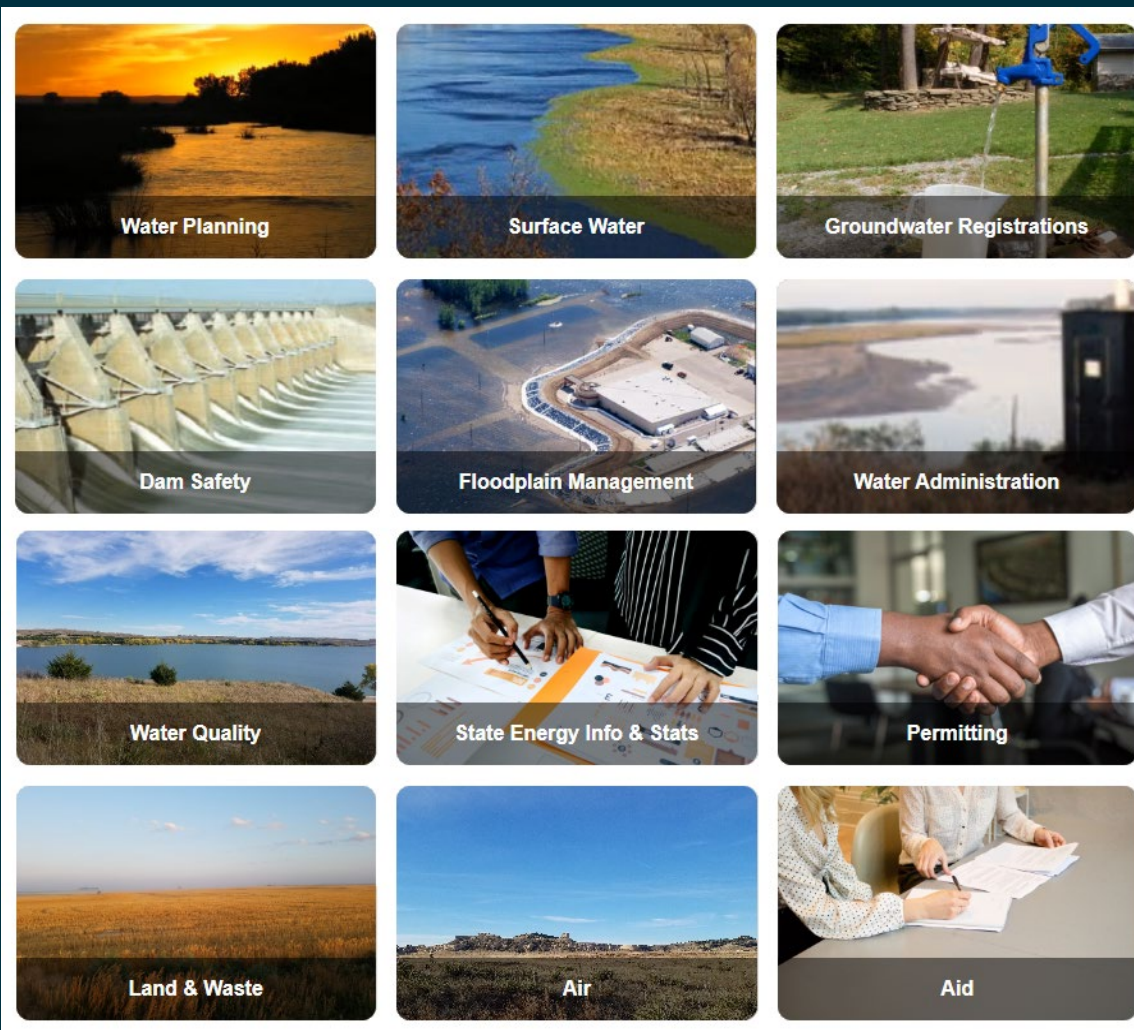 Water Planning
Surface Water
Groundwater Registrations
Dam Safety
Floodplain Management
Water Administration
Water Quality
State Energy Info & Stats
Permitting
Land & Waste
Air
Aid